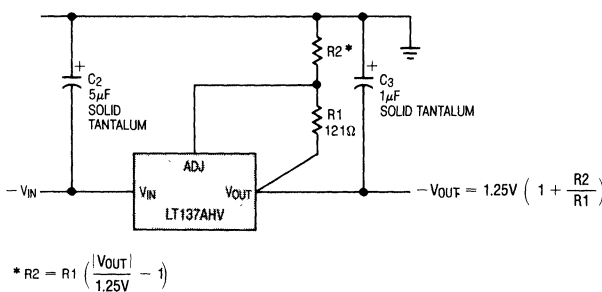 R2*
+
C2
5μF
SOLID
TANTALUM
+
C3
1μF
SOLID TANTALUM
R1
121Ω
ADJ
−VIN
VIN
VOUT
LT137AHV
−VOUT = 1.25V ( 1 + R2/R1 )
* R2 = R1 ( |VOUT|/1.25V − 1 )